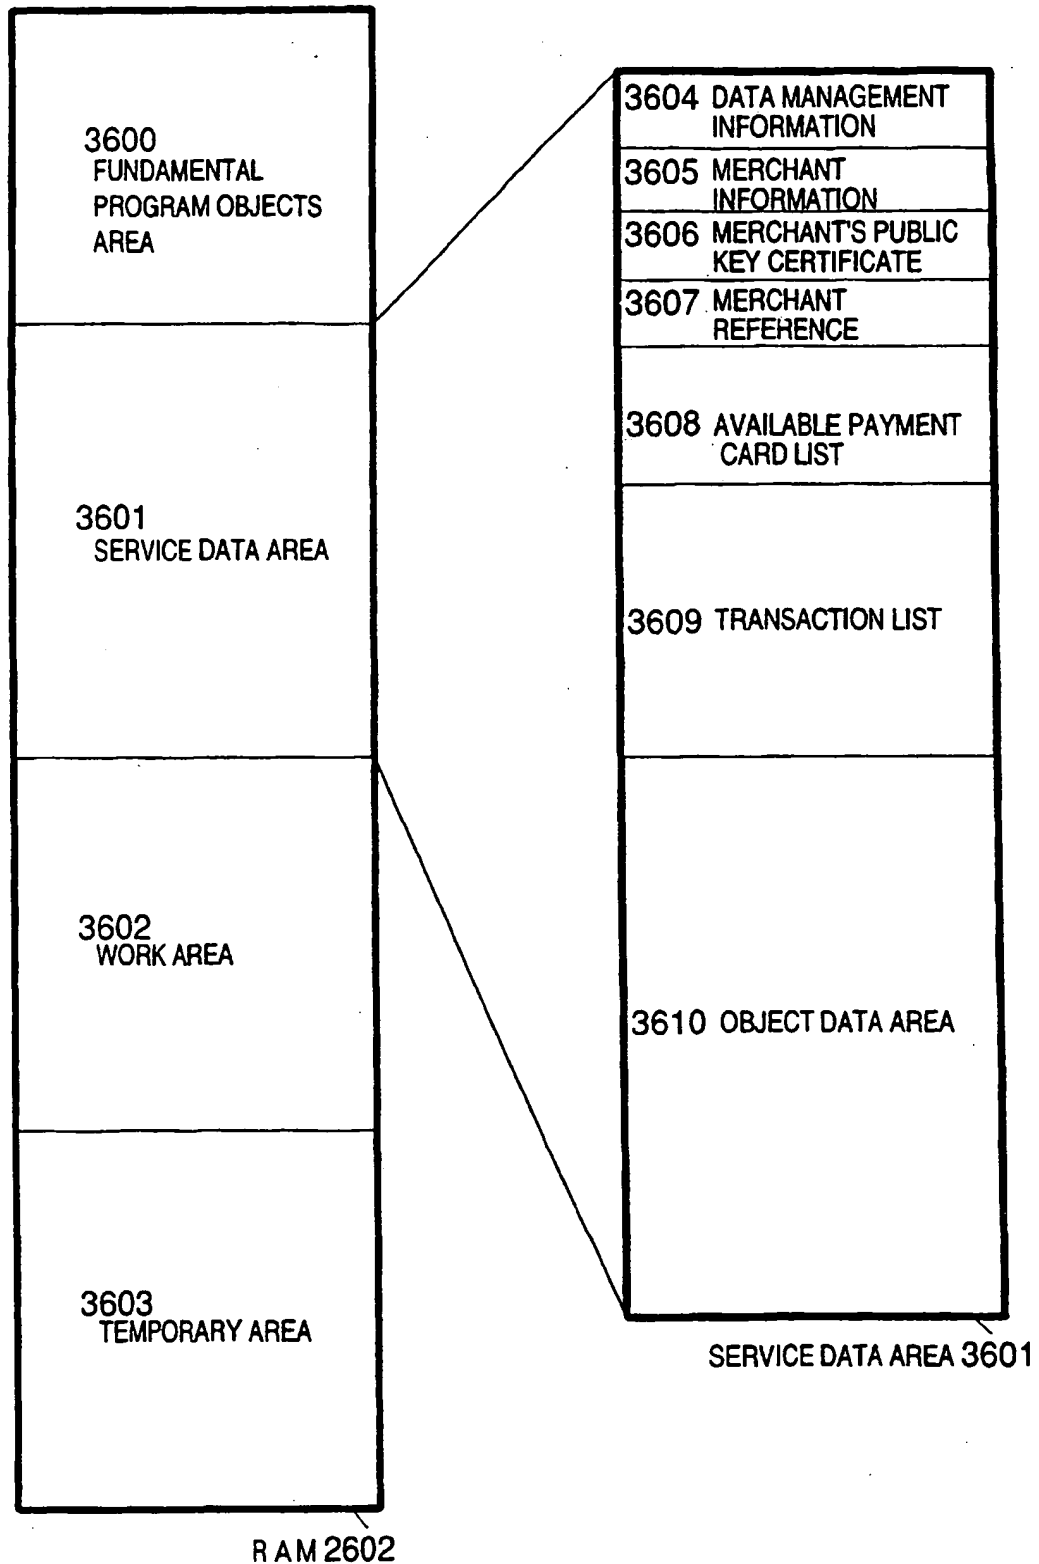 3600
FUNDAMENTAL
PROGRAM OBJECTS
AREA
3601
SERVICE DATA AREA
3602
WORK AREA
3603
TEMPORARY AREA
RAM 2602
3604 DATA MANAGEMENT
INFORMATION
3605 MERCHANT
INFORMATION
3606 MERCHANT'S PUBLIC
KEY CERTIFICATE
3607 MERCHANT
REFERENCE
3608 AVAILABLE PAYMENT
CARD LIST
3609 TRANSACTION LIST
3610 OBJECT DATA AREA
SERVICE DATA AREA 3601